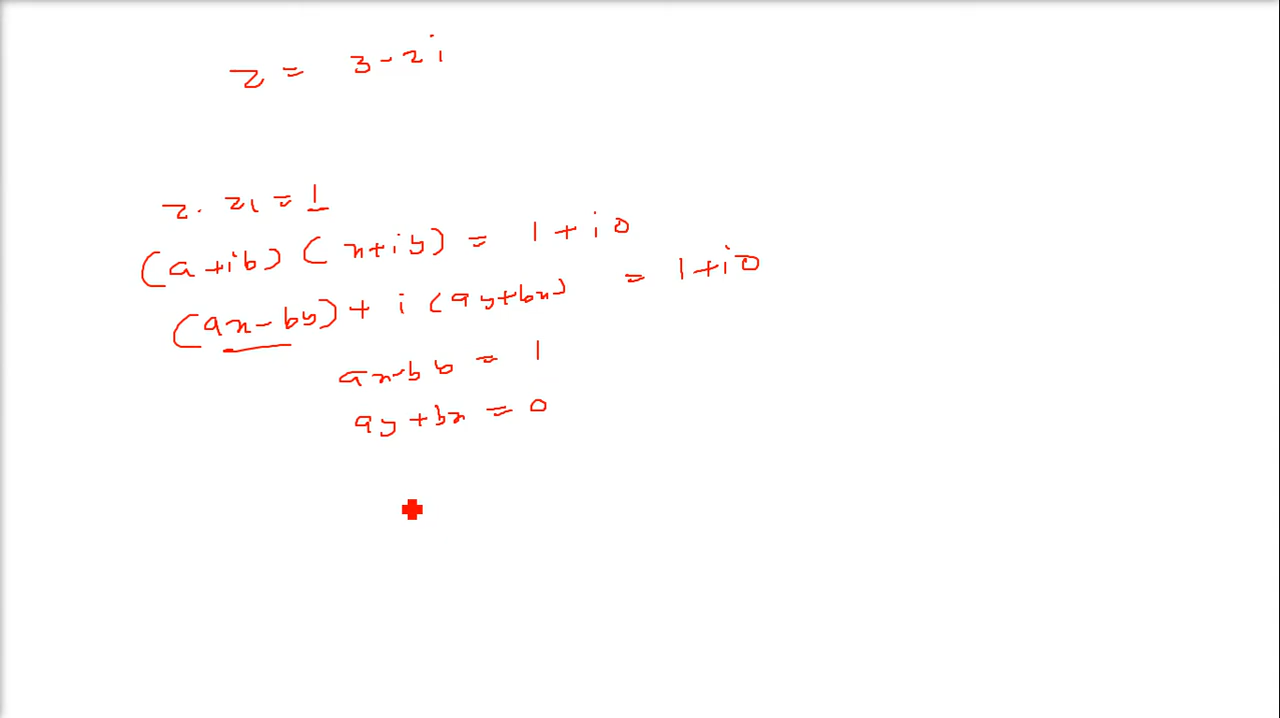 z = 3-2i
z. z1 = 1
(a+ib) (x+iy) = 1+i0
(ax-by) + i (ay+bx) = 1+i0
ax-by = 1
ay+bx = 0